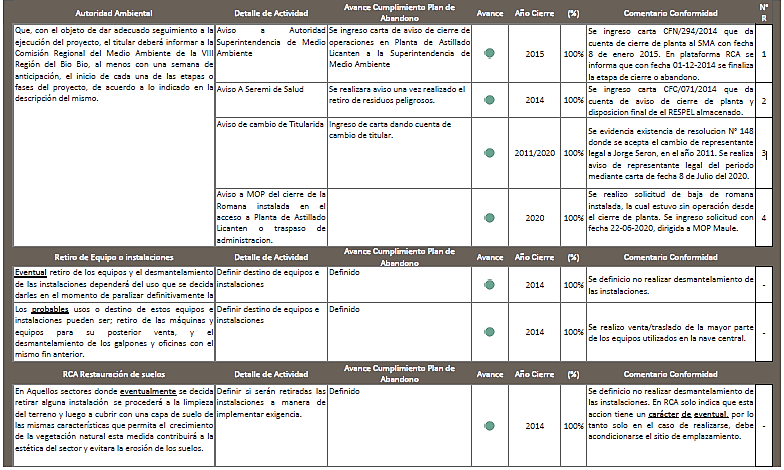 Autoridad Ambiental
Detalle de Actividad
Avance Cumplimiento Plan de
Abandono
Avance
Año Cierre
(%)
Comentario Conformidad
N°
R
Que, con el objeto de dar adecuado seguimiento a la
ejecución del proyecto, el titular deberá informar a la
Comisión Regional del Medio Ambiente de la VIII
Región del Bio Bio, al menos con una semana de
anticipación, el inicio de cada una de las etapas o
fases del proyecto, de acuerdo a lo indicado en la
descripción del mismo.
Aviso a Autoridad
Superintendencia de Medio
Ambiente
Se ingreso carta de aviso de cierre de
operaciones en Planta de Astillado
Licanten a la Superintendencia de
Medio Ambiente
2015
100%
Se ingreso carta CFN/294/2014 que da
cuenta de cierre de planta al SMA con fecha
8 de enero 2015. En plataforma RCA se
informa que con fecha 01-12-2014 se finaliza
la etapa de cierre o abandono.
1
Aviso A Seremi de Salud
Se realizara aviso una vez realizado el
retiro de residuos peligrosos.
2014
100%
Se ingreso carta CFC/071/2014 que da
cuenta de aviso de cierre de planta y
disposicion final de el RESPEL almacenado.
2
Aviso de cambio de Titularida
Ingreso de carta dando cuenta de
cambio de titular.
2011/2020
100%
Se evidencia existencia de resolucion N° 148
donde se acepta el cambio de representante
legal a Jorge Seron, en el año 2011. Se realiza
aviso de representante legal del periodo
mediante carta de fecha 8 de Julio del 2020.
3
Aviso a MOP del cierre de la
Romana instalada en el
acceso a Planta de Astillado
Licanten o traspaso de
administracion.
2020
100%
Se realizo solicitud de baja de romana
instalada, la cual estuvo sin operación desde
el cierre de planta. Se ingreso solicitud con
fecha 22-06-2020, dirigida a MOP Maule.
4
Retiro de Equipo o instalaciones
Detalle de Actividad
Avance Cumplimiento Plan de
Abandono
Avance
Año Cierre
(%)
Comentario Conformidad
Eventual retiro de los equipos y el desmantelamiento
de las instalaciones dependerá del uso que se decida
darles en el momento de paralizar definitivamente la
Definir destino de equipos e
instalaciones
Definido
2014
100%
Se definicio no realizar desmantelamiento de
las instalaciones.
-
Los probables usos o destino de estos equipos e
instalaciones pueden ser; retiro de las máquinas y
equipos para su posterior venta, y el
desmantelamiento de los galpones y oficinas con el
mismo fin anterior.
Definir destino de equipos e
instalaciones
Definido
2014
100%
Se realizo venta/traslado de la mayor parte
de los equipos utilizados en la nave central.
-
RCA Restauración de suelos
Detalle de Actividad
Avance Cumplimiento Plan de
Abandono
Avance
Año Cierre
(%)
Comentario Conformidad
En Aquellos sectores donde eventualmente se decida
retirar alguna instalación se procederá a la limpieza
del terreno y luego a cubrir con una capa de suelo de
las mismas características que permita el crecimiento
de la vegetación natural esta medida contribuirá a la
estética del sector y evitara la erosión de los suelos.
Definir si serán retiradas las
instalaciones a manera de
implementar exigencia.
Definido
2014
100%
Se definicio no realizar desmantelamiento de
las instalaciones. En RCA solo indica que esta
accion tiene un carácter de eventual, por lo
tanto solo en el caso de realizarse, debe
acondicionarse el sitio de emplazamiento.
-